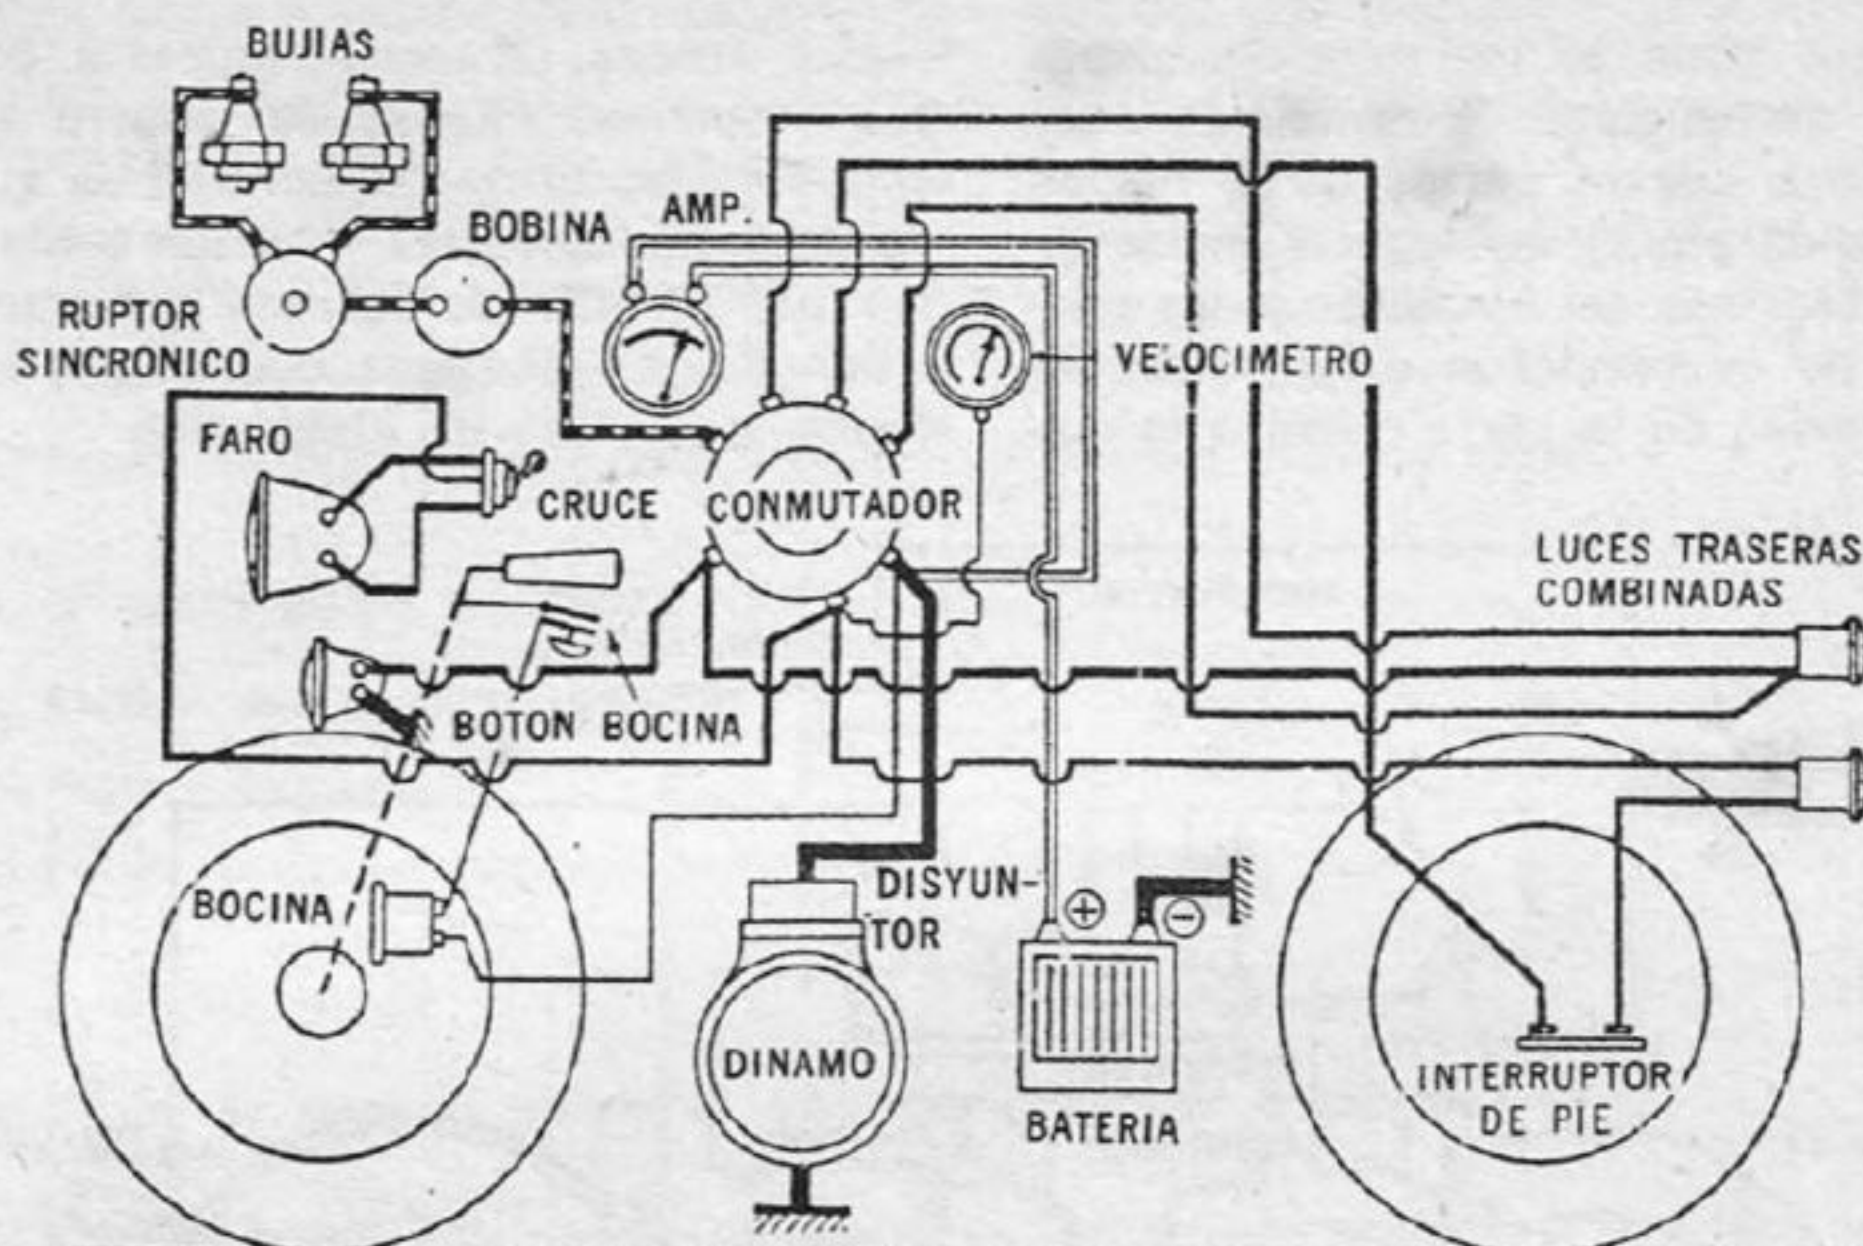 BUJIAS
BOBINA
AMP.
RUPTOR
SINCRONICO
VELOCIMETRO
FARO
CRUCE
CONMUTADOR
LUCES TRASERAS
COMBINADAS
BOTON BOCINA
BOCINA
DISYUN-
TOR
+
-
DINAMO
BATERIA
INTERRUPTOR
DE PIE